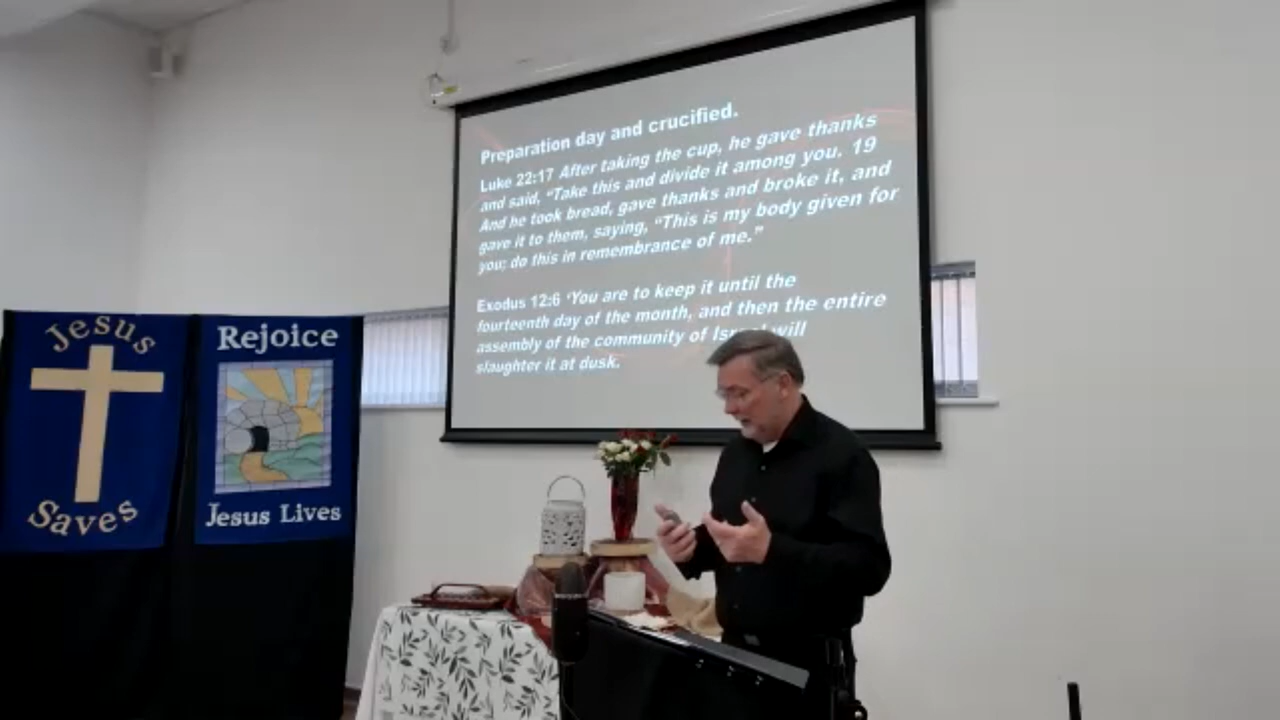 Jesus
Saves
Rejoice
Jesus Lives
Preparation day and crucified.
Luke 22:17 After taking the cup, he gave thanks
and said, “Take this and divide it among you. 19
And he took bread, gave thanks and broke it, and
gave it to them, saying, “This is my body given for
you; do this in remembrance of me.”
Exodus 12:6 ‘You are to keep it until the
fourteenth day of the month, and then the entire
assembly of the community of will
slaughter it at dusk.